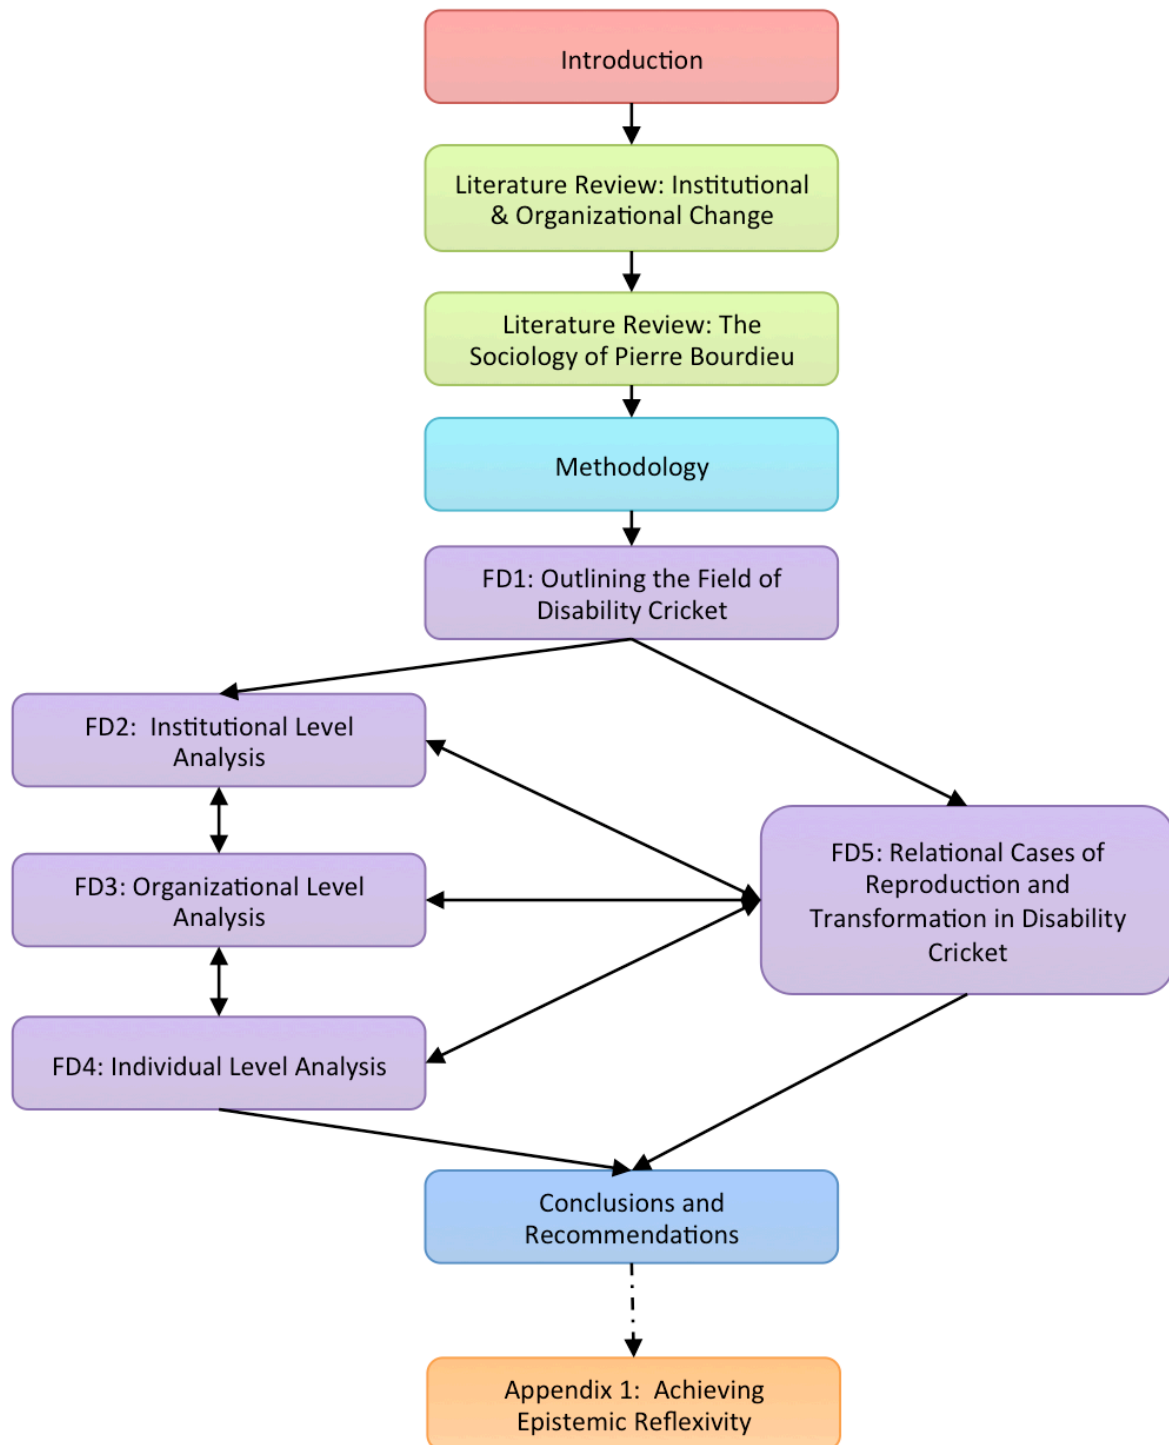 Introduction
Literature Review: Institutional
& Organizational Change
Literature Review: The
Sociology of Pierre Bourdieu
Methodology
FD1: Outlining the Field of
Disability Cricket
FD2:  Institutional Level
Analysis
FD3: Organizational Level
Analysis
FD4: Individual Level Analysis
FD5: Relational Cases of
Reproduction and
Transformation in Disability
Cricket
Conclusions and
Recommendations
Appendix 1:  Achieving
Epistemic Reflexivity